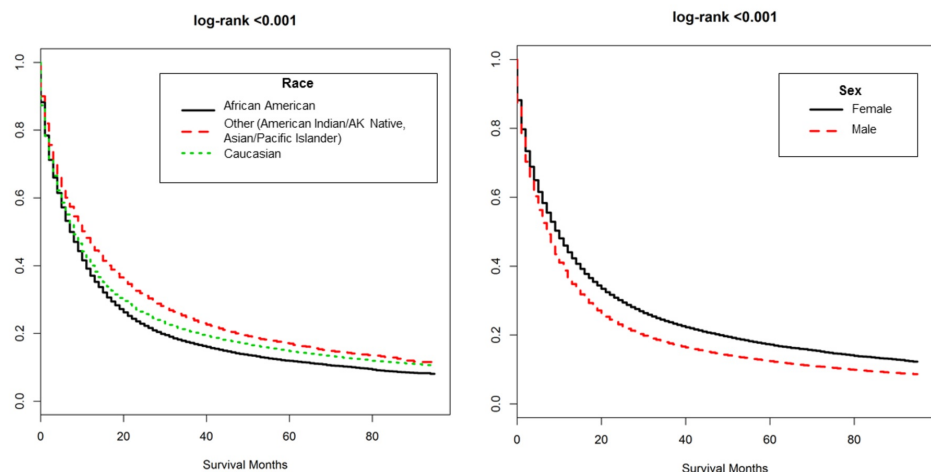 log-rank <0.001
1.0
0.8
0.6
0.4
0.2
0.0
Race
African American
Other (American Indian/AK Native,
Asian/Pacific Islander)
Caucasian
0 20 40 60 80
Survival Months
log-rank <0.001
1.0
0.8
0.6
0.4
0.2
0.0
Sex
Female
Male
0 20 40 60 80
Survival Months